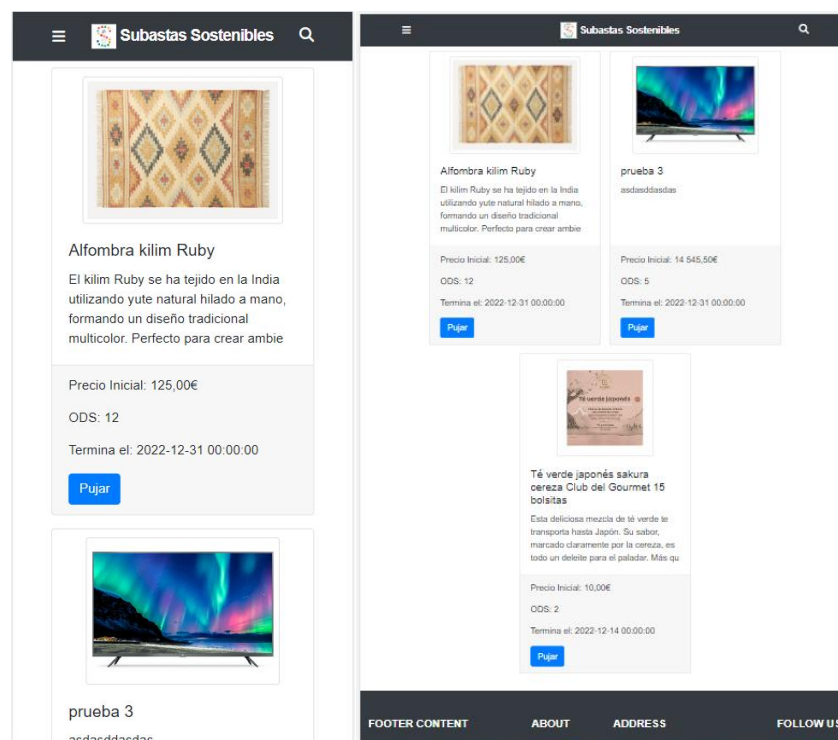 Subastas Sostenibles
Alfombra kilim Ruby
El kilim Ruby se ha tejido en la India
utilizando yute natural hilado a mano,
formando un diseño tradicional
multicolor. Perfecto para crear ambie
Precio Inicial: 125,00€
ODS: 12
Termina el: 2022-12-31 00:00:00
Pujar
prueba 3
asdasddasdas
Subastas Sostenibles
Alfombra kilim Ruby
El kilim Ruby se ha tejido en la India
utilizando yute natural hilado a mano,
formando un diseño tradicional
multicolor. Perfecto para crear ambie
Precio Inicial: 125,00€
ODS: 12
Termina el: 2022-12-31 00:00:00
Pujar
prueba 3
asdasddasdas
Precio Inicial: 14 545,50€
ODS: 5
Termina el: 2022-12-31 00:00:00
Pujar
Té verde japonés
Té verde japonés sakura
cereza Club del Gourmet 15
bolsitas
Esta deliciosa mezcla de té verde te
transporta hasta Japón. Su sabor,
marcado claramente por la cereza, es
todo un deleite para el paladar. Más qu
Precio Inicial: 10,00€
ODS: 2
Termina el: 2022-12-14 00:00:00
Pujar
FOOTER CONTENT ABOUT ADDRESS FOLLOW US